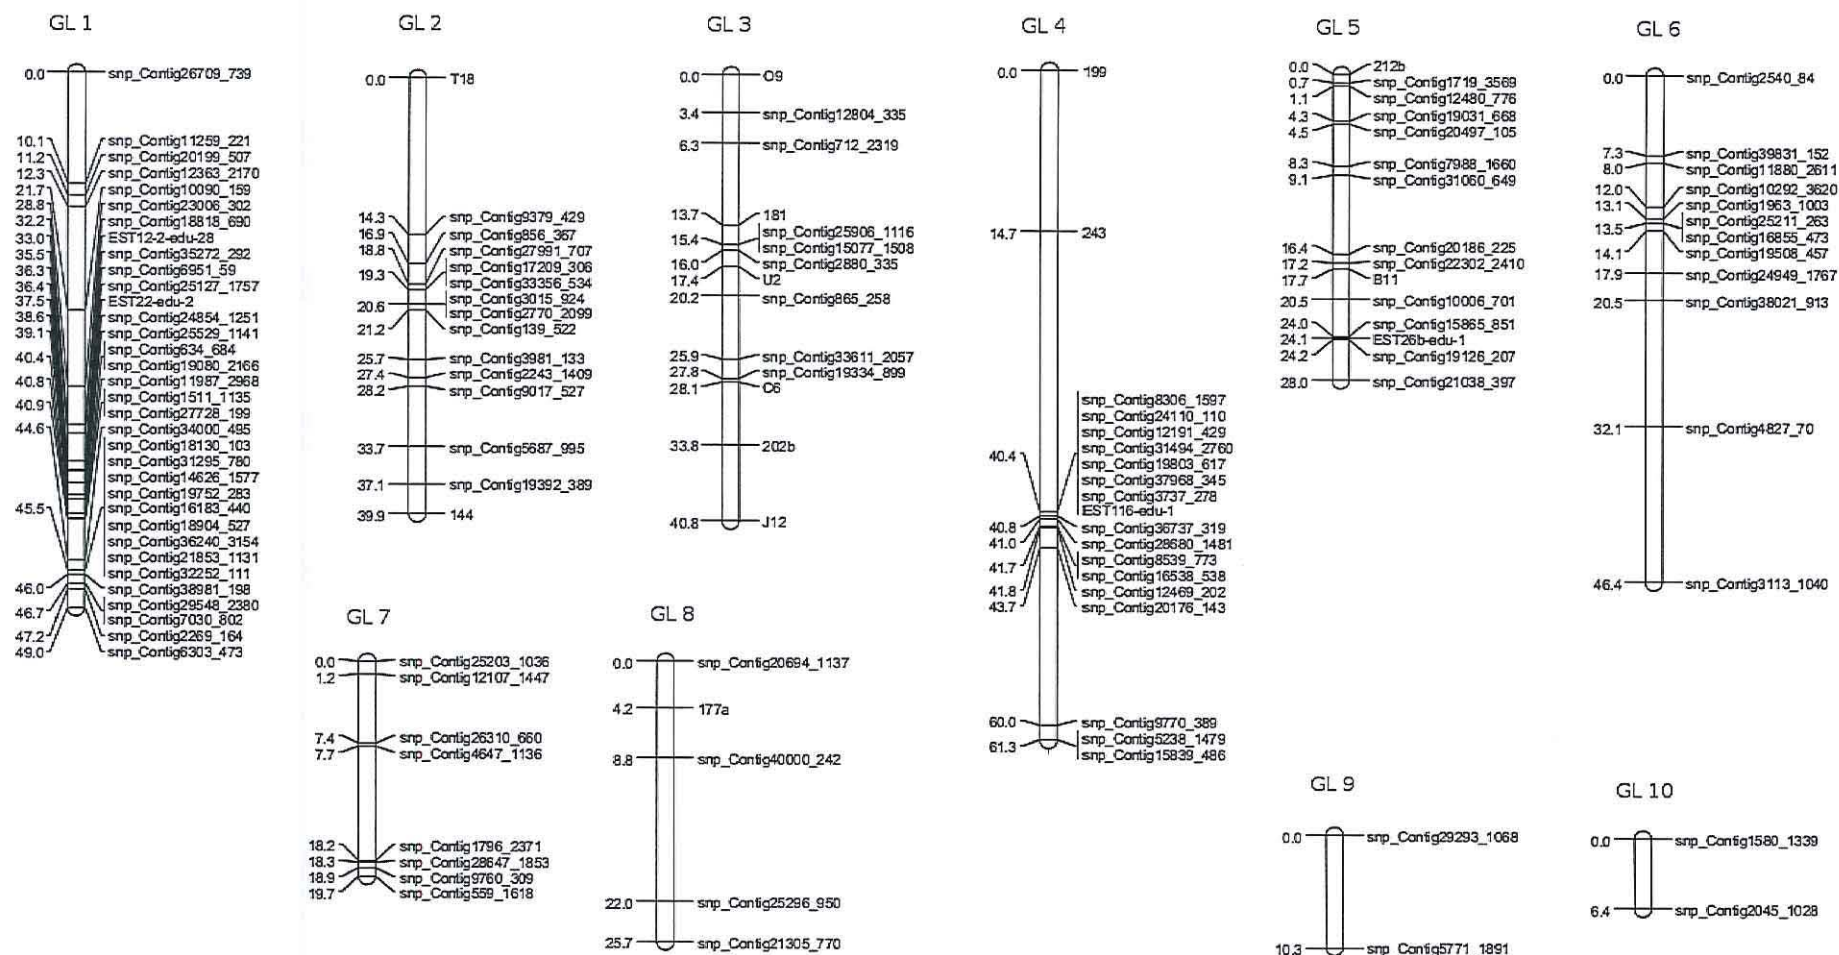 GL 1
0.0 snp_Contig26709_739
10.1 snp_Contig11259_221
11.2 snp_Contig20199_507
12.3 snp_Contig12363_2170
21.7 snp_Contig10090_159
28.8 snp_Contig23006_302
32.2 snp_Contig18818_690
33.0 EST12-2-edu-28
35.5 snp_Contig35272_292
36.3 snp_Contig6951_59
36.4 snp_Contig25127_1757
37.5 EST22-edu-2
38.6 snp_Contig24854_1251
39.1 snp_Contig25529_1141
snp_Contig634_684
40.4 snp_Contig19080_2166
snp_Contig11987_2968
40.8 snp_Contig1511_1135
40.9 snp_Contig27728_199
44.6 snp_Contig34000_495
snp_Contig18130_103
snp_Contig31295_780
snp_Contig14626_1577
snp_Contig19752_283
45.5 snp_Contig16183_440
snp_Contig18904_527
snp_Contig36240_3154
snp_Contig21853_1131
snp_Contig32252_111
46.0 snp_Contig38981_198
46.7 snp_Contig29548_2380
snp_Contig7030_802
47.2 snp_Contig2269_164
49.0 snp_Contig6303_473
GL 2
0.0 T18
14.3 snp_Contig9379_429
16.9 snp_Contig856_367
18.8 snp_Contig27991_707
19.3 snp_Contig17209_306
snp_Contig33356_534
20.6 snp_Contig3015_924
snp_Contig2770_2099
21.2 snp_Contig139_522
25.7 snp_Contig3981_133
27.4 snp_Contig2243_1409
28.2 snp_Contig9017_527
33.7 snp_Contig5687_995
37.1 snp_Contig19392_389
39.9 144
GL 3
0.0 O9
3.4 snp_Contig12804_335
6.3 snp_Contig712_2319
13.7 181
15.4 snp_Contig25906_1116
snp_Contig15077_1508
16.0 snp_Contig2880_335
17.4 U2
20.2 snp_Contig865_258
25.9 snp_Contig33611_2057
27.8 snp_Contig19334_899
28.1 C6
33.8 202b
40.8 J12
GL 4
0.0 199
14.7 243
snp_Contig8306_1597
snp_Contig24110_110
snp_Contig12191_429
40.4 snp_Contig31494_2760
snp_Contig19803_617
snp_Contig37968_345
snp_Contig3737_278
EST116-edu-1
40.8 snp_Contig36737_319
41.0 snp_Contig28680_1481
41.7 snp_Contig8539_773
snp_Contig16538_538
41.8 snp_Contig12469_202
43.7 snp_Contig20176_143
60.0 snp_Contig9770_389
61.3 snp_Contig5238_1479
snp_Contig15839_486
GL 5
0.0 212b
0.7 snp_Contig1719_3569
1.1 snp_Contig12480_776
4.3 snp_Contig19031_668
4.5 snp_Contig20497_105
8.3 snp_Contig7988_1660
9.1 snp_Contig31060_649
16.4 snp_Contig20186_225
17.2 snp_Contig22302_2410
17.7 B11
20.5 snp_Contig10006_701
24.0 snp_Contig15865_851
24.1 EST26b-edu-1
24.2 snp_Contig19126_207
28.0 snp_Contig21038_397
GL 6
0.0 snp_Contig2540_84
7.3 snp_Contig39831_152
8.0 snp_Contig11880_2611
12.0 snp_Contig10292_3620
13.1 snp_Contig1963_1003
13.5 snp_Contig25211_263
snp_Contig16855_473
14.1 snp_Contig19508_457
17.9 snp_Contig24949_1767
20.5 snp_Contig38021_913
32.1 snp_Contig4827_70
46.4 snp_Contig3113_1040
GL 7
0.0 snp_Contig25203_1036
1.2 snp_Contig12107_1447
7.4 snp_Contig26310_660
7.7 snp_Contig4647_1136
18.2 snp_Contig1796_2371
18.3 snp_Contig28647_1853
18.9 snp_Contig9760_309
19.7 snp_Contig559_1618
GL 8
0.0 snp_Contig20694_1137
4.2 177a
8.8 snp_Contig40000_242
22.0 snp_Contig25296_950
25.7 snp_Contig21305_770
GL 9
0.0 snp_Contig29293_1068
10.3 snp_Contig5771_1891
GL 10
0.0 snp_Contig1580_1339
6.4 snp_Contig2045_1028